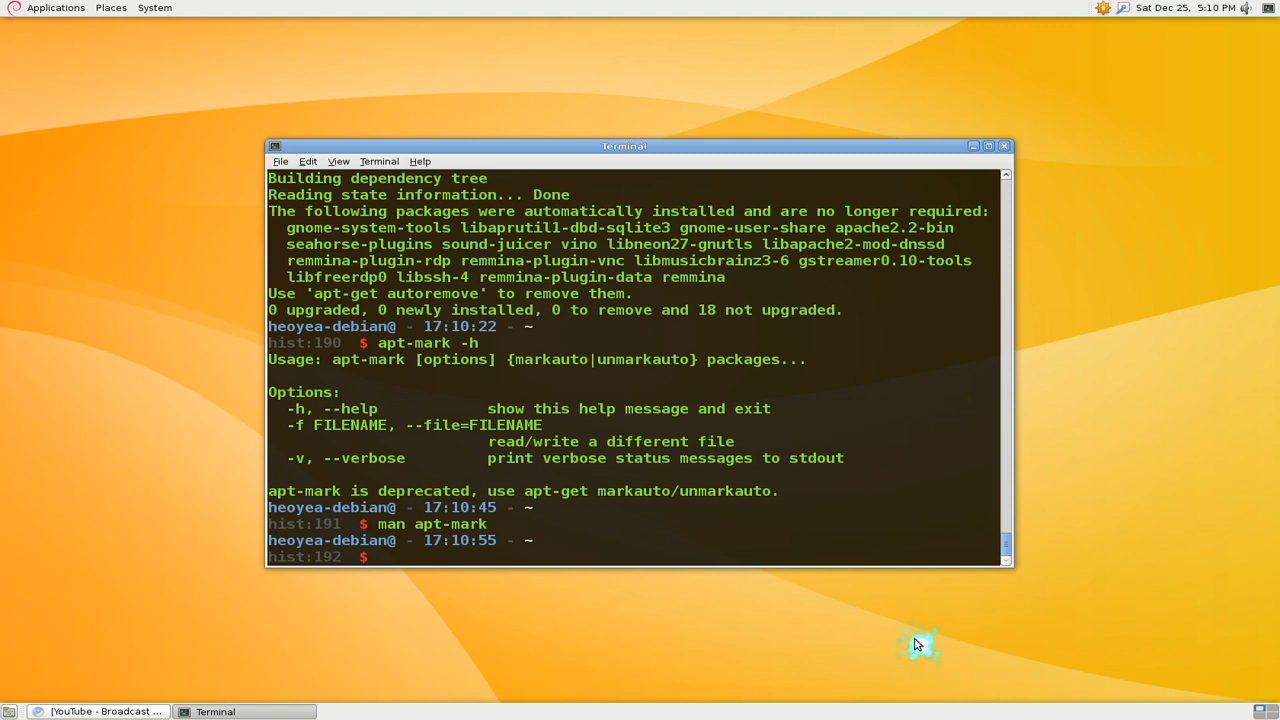 Applications Places System Sat Dec 25, 5:10 PM
Terminal
File Edit View Terminal Help
Building dependency tree
Reading state information... Done
The following packages were automatically installed and are no longer required:
gnome-system-tools libaprutil1-dbd-sqlite3 gnome-user-share apache2.2-bin
seahorse-plugins sound-juicer vino libneon27-gnutls libapache2-mod-dnssd
remmina-plugin-rdp remmina-plugin-vnc libmusicbrainz3-6 gstreamer0.10-tools
libfreerdp0 libssh-4 remmina-plugin-data remmina
Use 'apt-get autoremove' to remove them.
0 upgraded, 0 newly installed, 0 to remove and 18 not upgraded.
heoyea-debian@ - 17:10:22 - ~
hist:190 $ apt-mark -h
Usage: apt-mark [options] {markauto|unmarkauto} packages...
Options:
-h, --help show this help message and exit
-f FILENAME, --file=FILENAME
read/write a different file
-v, --verbose print verbose status messages to stdout
apt-mark is deprecated, use apt-get markauto/unmarkauto.
heoyea-debian@ - 17:10:45 - ~
hist:191 $ man apt-mark
heoyea-debian@ - 17:10:55 - ~
hist:192 $
[YouTube - Broadcast ... Terminal